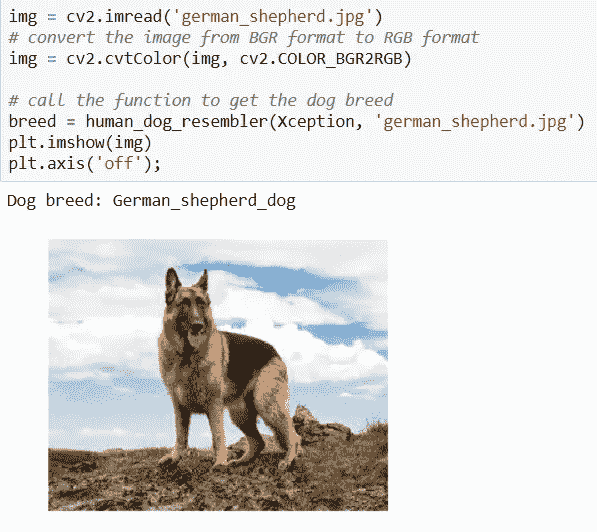 img = cv2.imread('german_shepherd.jpg')
# convert the image from BGR format to RGB format
img = cv2.cvtColor(img, cv2.COLOR_BGR2RGB)
# call the function to get the dog breed
breed = human_dog_resembler(Xception, 'german_shepherd.jpg')
plt.imshow(img)
plt.axis('off');
Dog breed: German_shepherd_dog